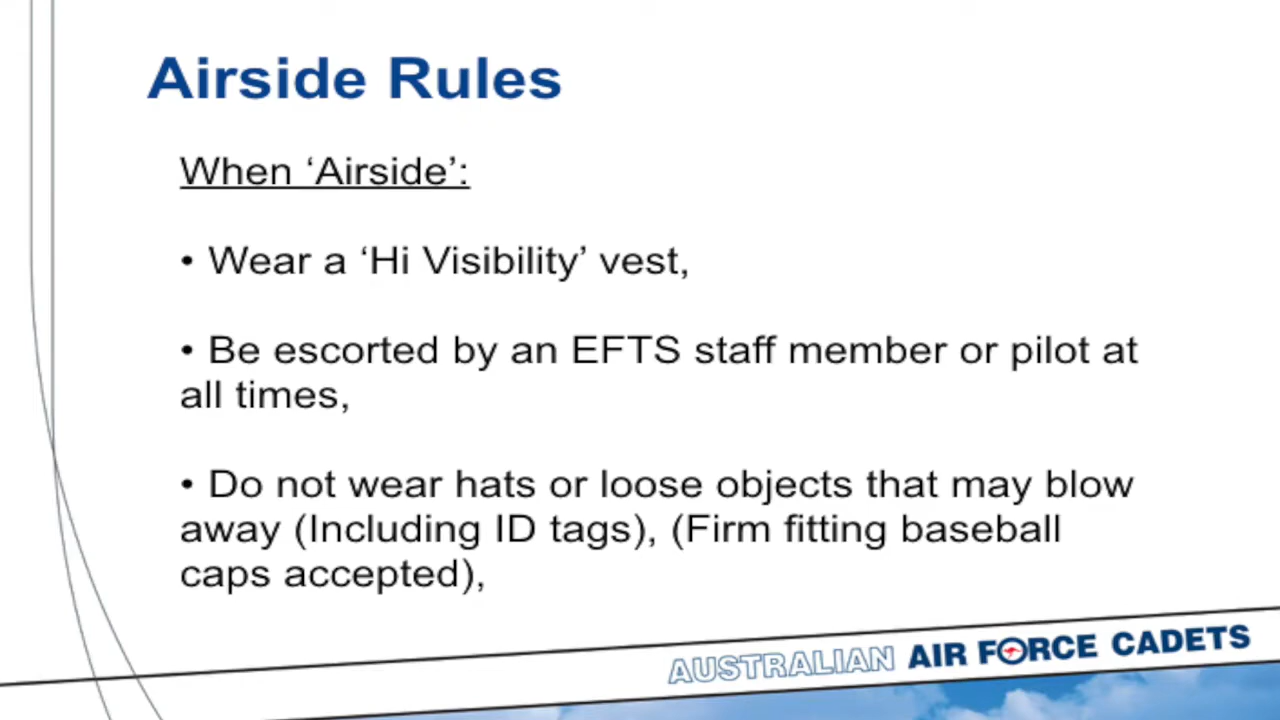 Airside Rules
When ‘Airside’:
• Wear a ‘Hi Visibility’ vest,
• Be escorted by an EFTS staff member or pilot at
all times,
• Do not wear hats or loose objects that may blow
away (Including ID tags), (Firm fitting baseball
caps accepted),
AUSTRALIAN AIR FORCE CADETS